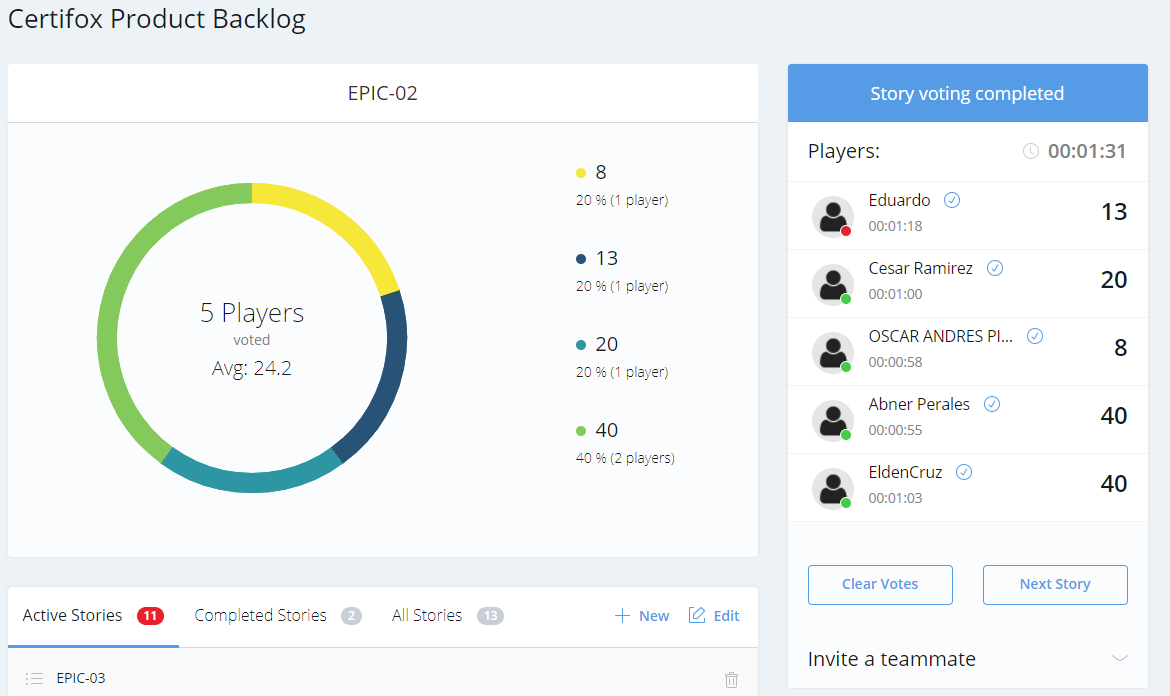 Certifox Product Backlog
EPIC-02
5 Players
voted
Avg: 24.2
8
20 % (1 player)
13
20 % (1 player)
20
20 % (1 player)
40
40 % (2 players)
Story voting completed
Players: 00:01:31
Eduardo
00:01:18
13
Cesar Ramirez
00:01:00
20
OSCAR ANDRES PI...
00:00:58
8
Abner Perales
00:00:55
40
EldenCruz
00:01:03
40
Clear Votes Next Story
Invite a teammate
Active Stories 11 Completed Stories 2 All Stories 13 New Edit
EPIC-03